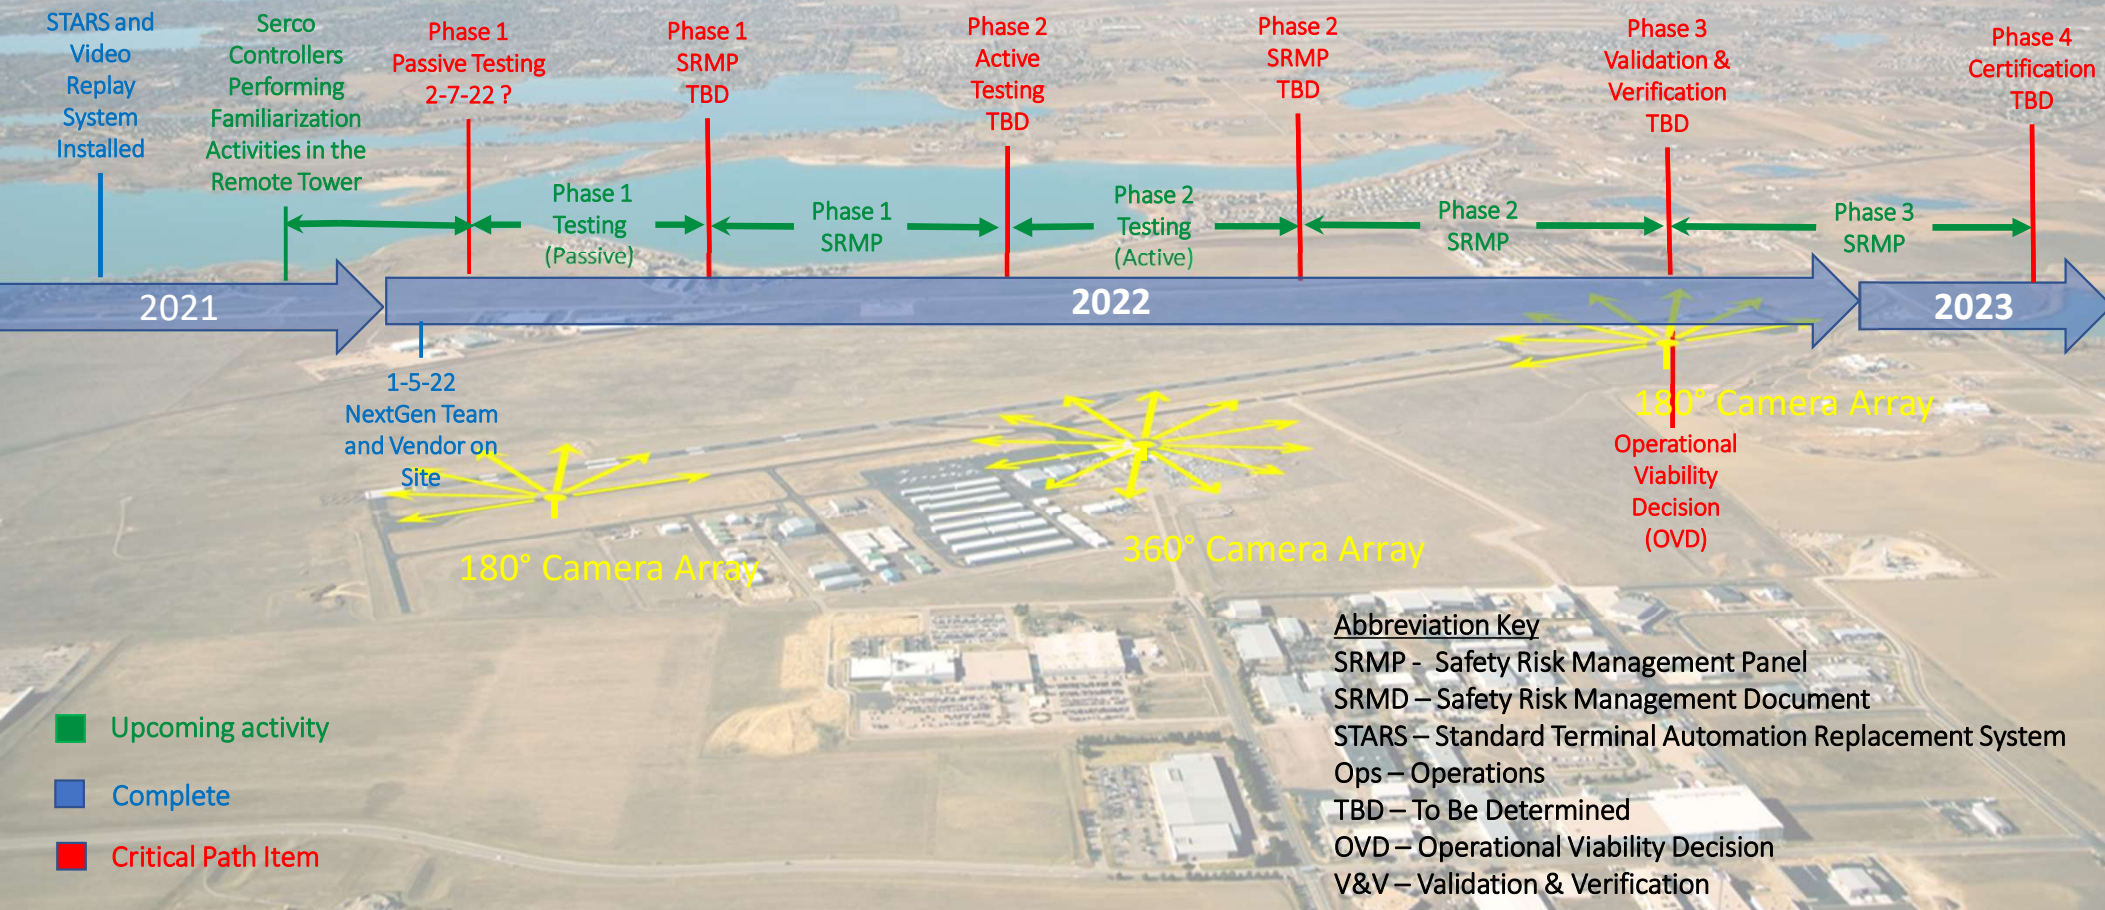 STARS and
Video
Replay
System
Installed
Serco
Controllers
Performing
Familiarization
Activities in the
Remote Tower
Phase 1
Passive Testing
2-7-22 ?
Phase 1
SRMP
TBD
Phase 2
Active
Testing
TBD
Phase 2
SRMP
TBD
Phase 3
Validation &
Verification
TBD
Phase 4
Certification
TBD
Phase 1
Testing
(Passive)
Phase 1
SRMP
Phase 2
Testing
(Active)
Phase 2
SRMP
Phase 3
SRMP
2021
2022
2023
1-5-22
NextGen Team
and Vendor on
Site
180° Camera Array
360° Camera Array
180° Camera Array
Operational
Viability
Decision
(OVD)
Upcoming activity
Complete
Critical Path Item
Abbreviation Key
SRMP - Safety Risk Management Panel
SRMD – Safety Risk Management Document
STARS – Standard Terminal Automation Replacement System
Ops – Operations
TBD – To Be Determined
OVD – Operational Viability Decision
V&V – Validation & Verification